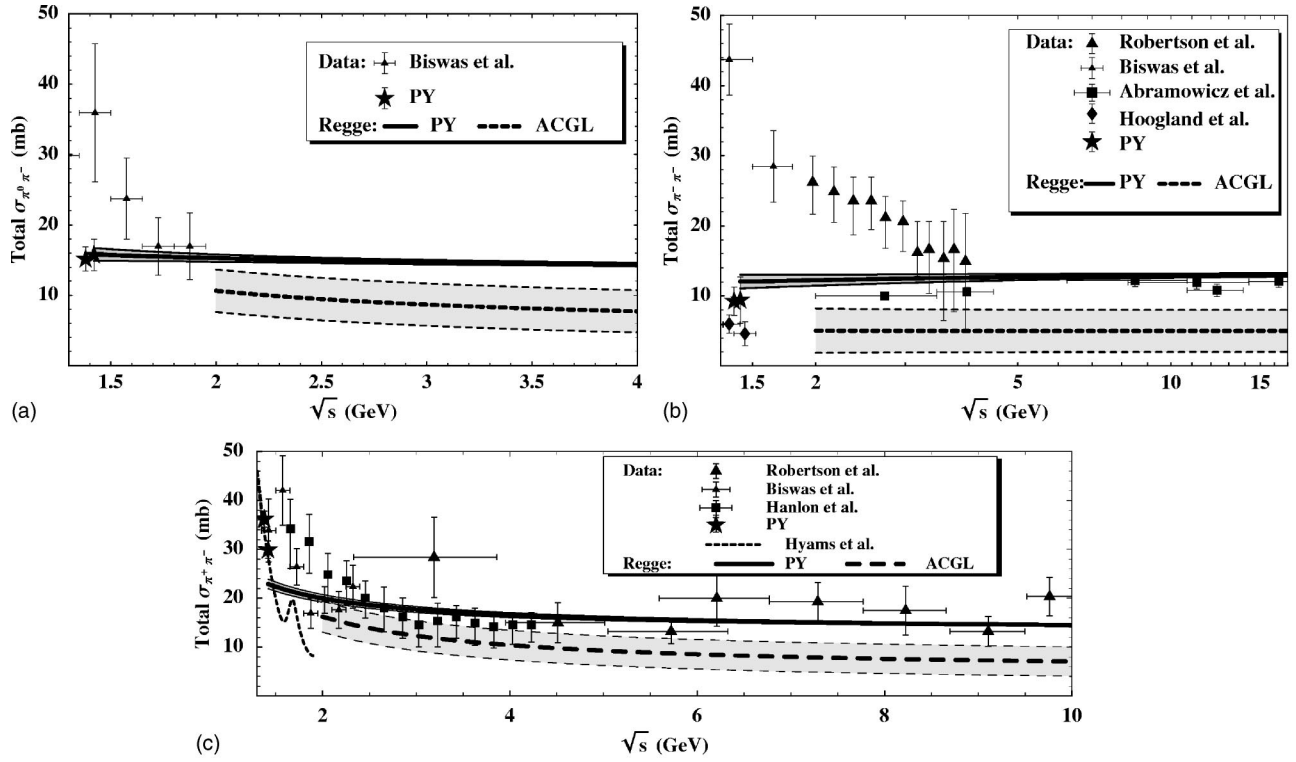 50
40
30
20
10
Total σπ⁰ π⁻ (mb)
Data: Biswas et al.
PY
Regge: PY ACGL
1.5 2 2.5 3 3.5 4
√s (GeV)
(a)
50
40
30
20
10
Total σπ⁻ π⁻ (mb)
Data: Robertson et al.
Biswas et al.
Abramowicz et al.
Hoogland et al.
PY
Regge: PY ACGL
1.5 2 5 10 15
√s (GeV)
(b)
50
40
30
20
10
Total σπ⁺ π⁻ (mb)
Data: Robertson et al.
Biswas et al.
Hanlon et al.
PY
Hyams et al.
Regge: PY ACGL
2 4 6 8 10
√s (GeV)
(c)